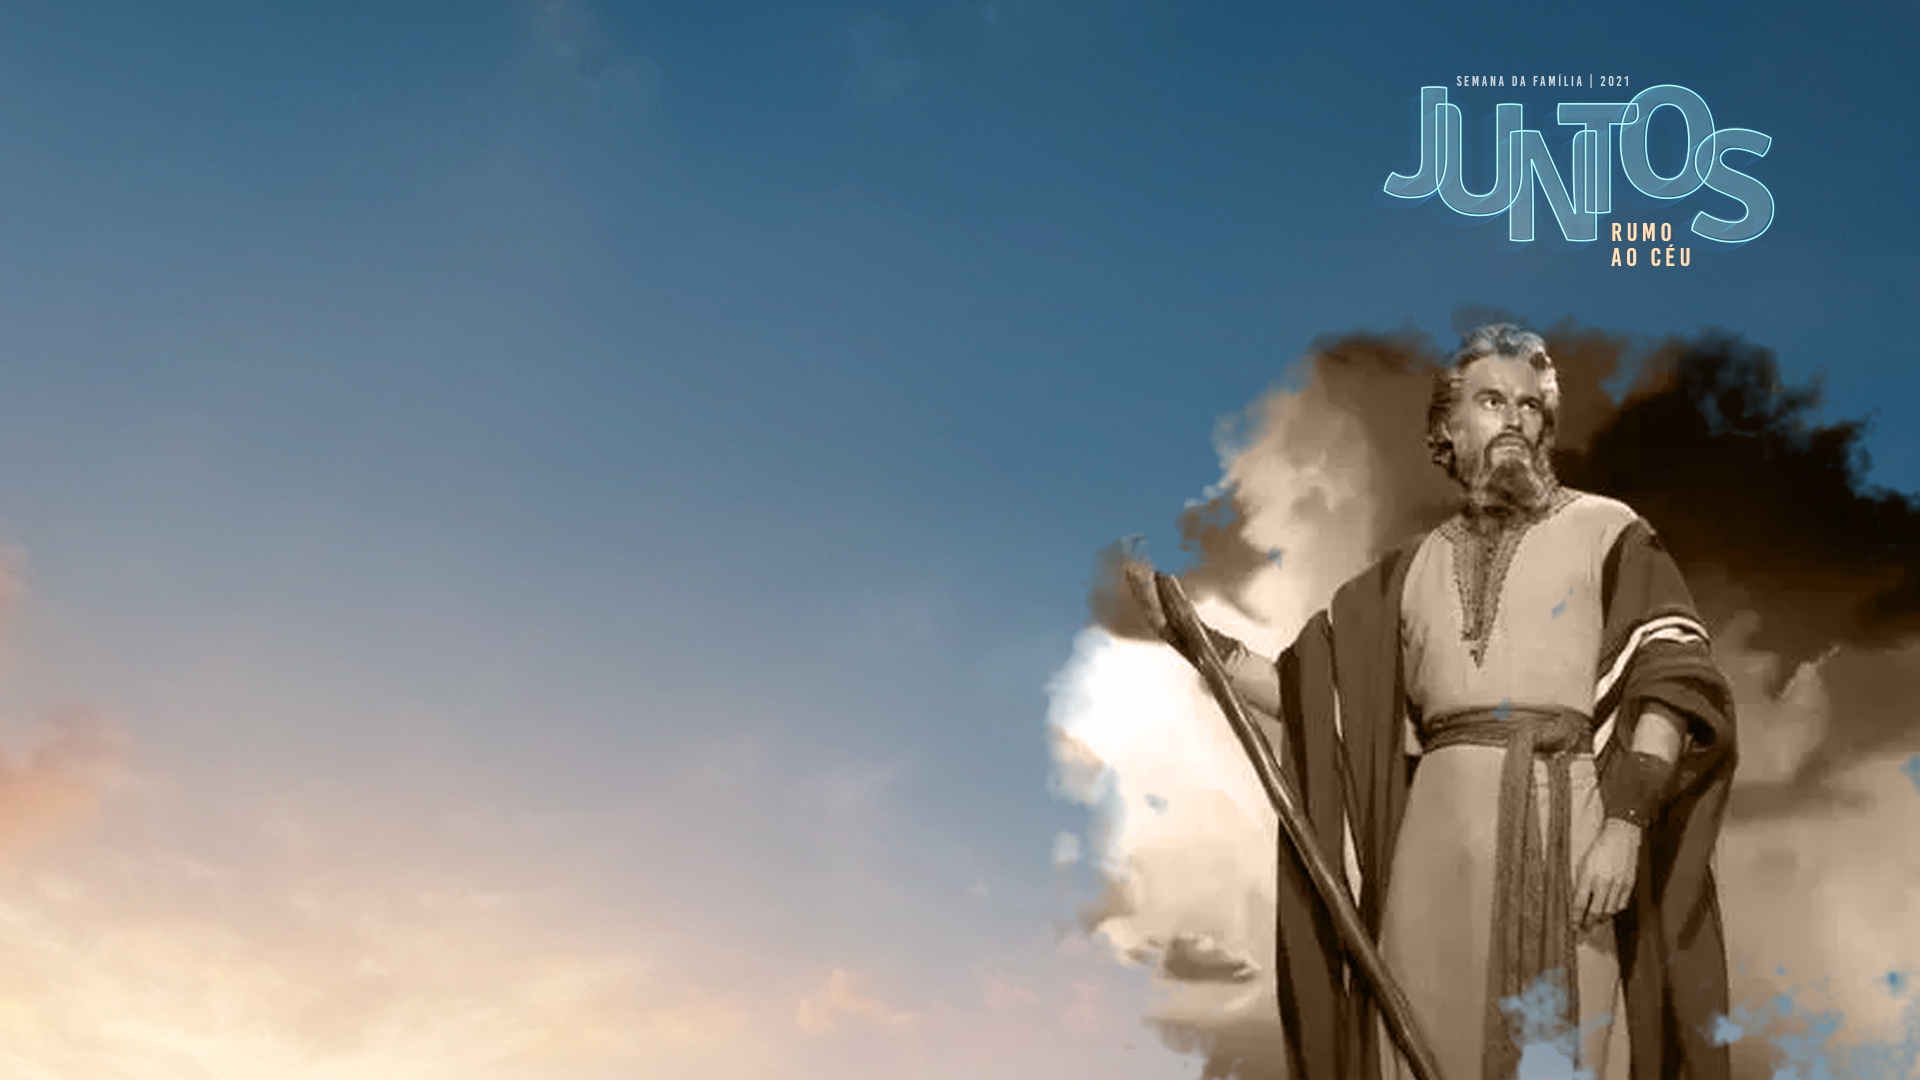 SEMANA DA FAMÍLIA | 2021
JUNTOS
RUMO
AO CÉU